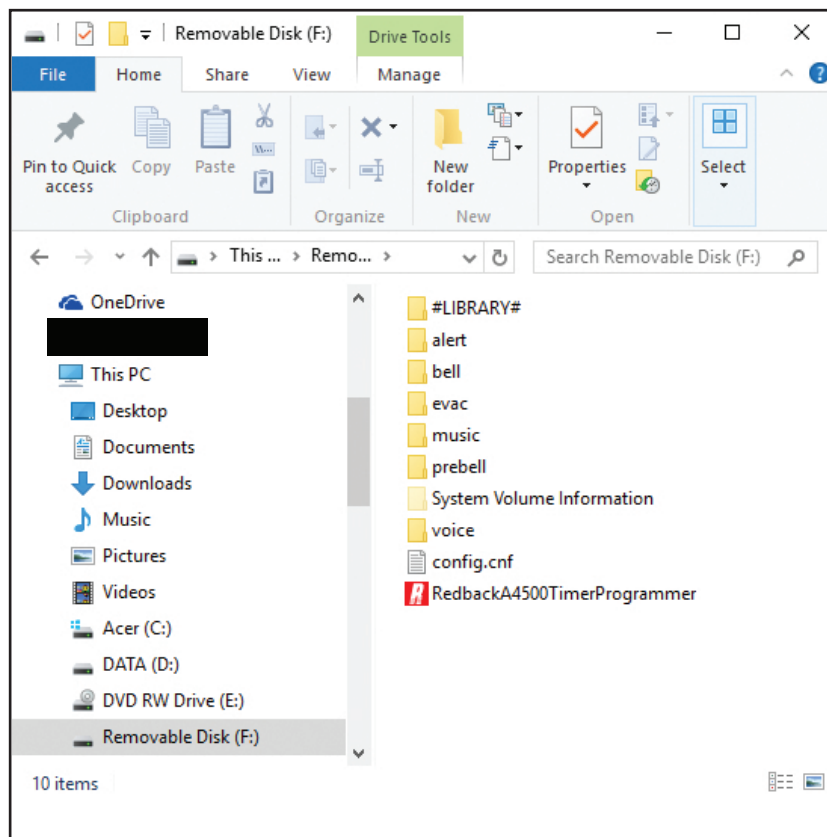 Removable Disk (F:)
Drive Tools
File
Home
Share
View
Manage
Pin to Quick access
Copy
Paste
Clipboard
Organize
New folder
New
Properties
Open
Select
This ...
Remo...
Search Removable Disk (F:)
OneDrive
This PC
Desktop
Documents
Downloads
Music
Pictures
Videos
Acer (C:)
DATA (D:)
DVD RW Drive (E:)
Removable Disk (F:)
#LIBRARY#
alert
bell
evac
music
prebell
System Volume Information
voice
config.cnf
RedbackA4500TimerProgrammer
10 items